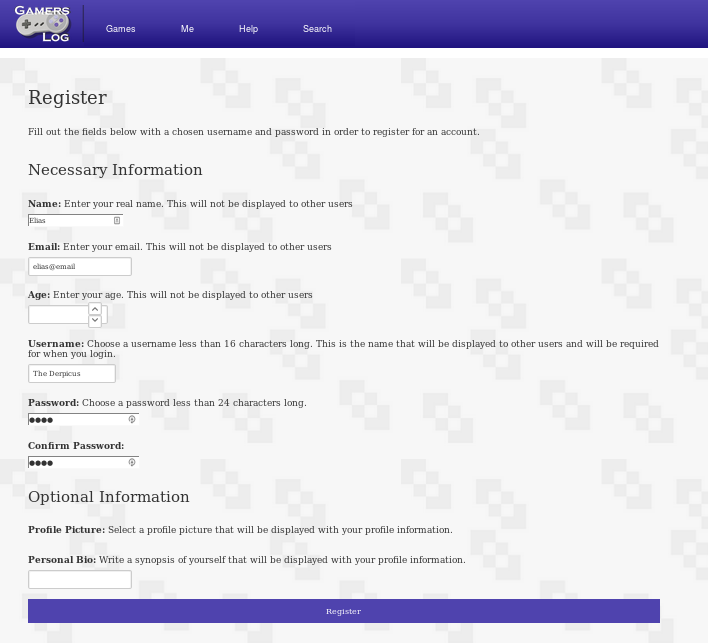 GAMERS
LOG
Games Me Help Search
Register
Fill out the fields below with a chosen username and password in order to register for an account.
Necessary Information
Name: Enter your real name. This will not be displayed to other users
Elias
Email: Enter your email. This will not be displayed to other users
elias@email
Age: Enter your age. This will not be displayed to other users
Username: Choose a username less than 16 characters long. This is the name that will be displayed to other users and will be required
for when you login.
The Derpicus
Password: Choose a password less than 24 characters long.
●●●●
Confirm Password:
●●●●
Optional Information
Profile Picture: Select a profile picture that will be displayed with your profile information.
Personal Bio: Write a synopsis of yourself that will be displayed with your profile information.
Register